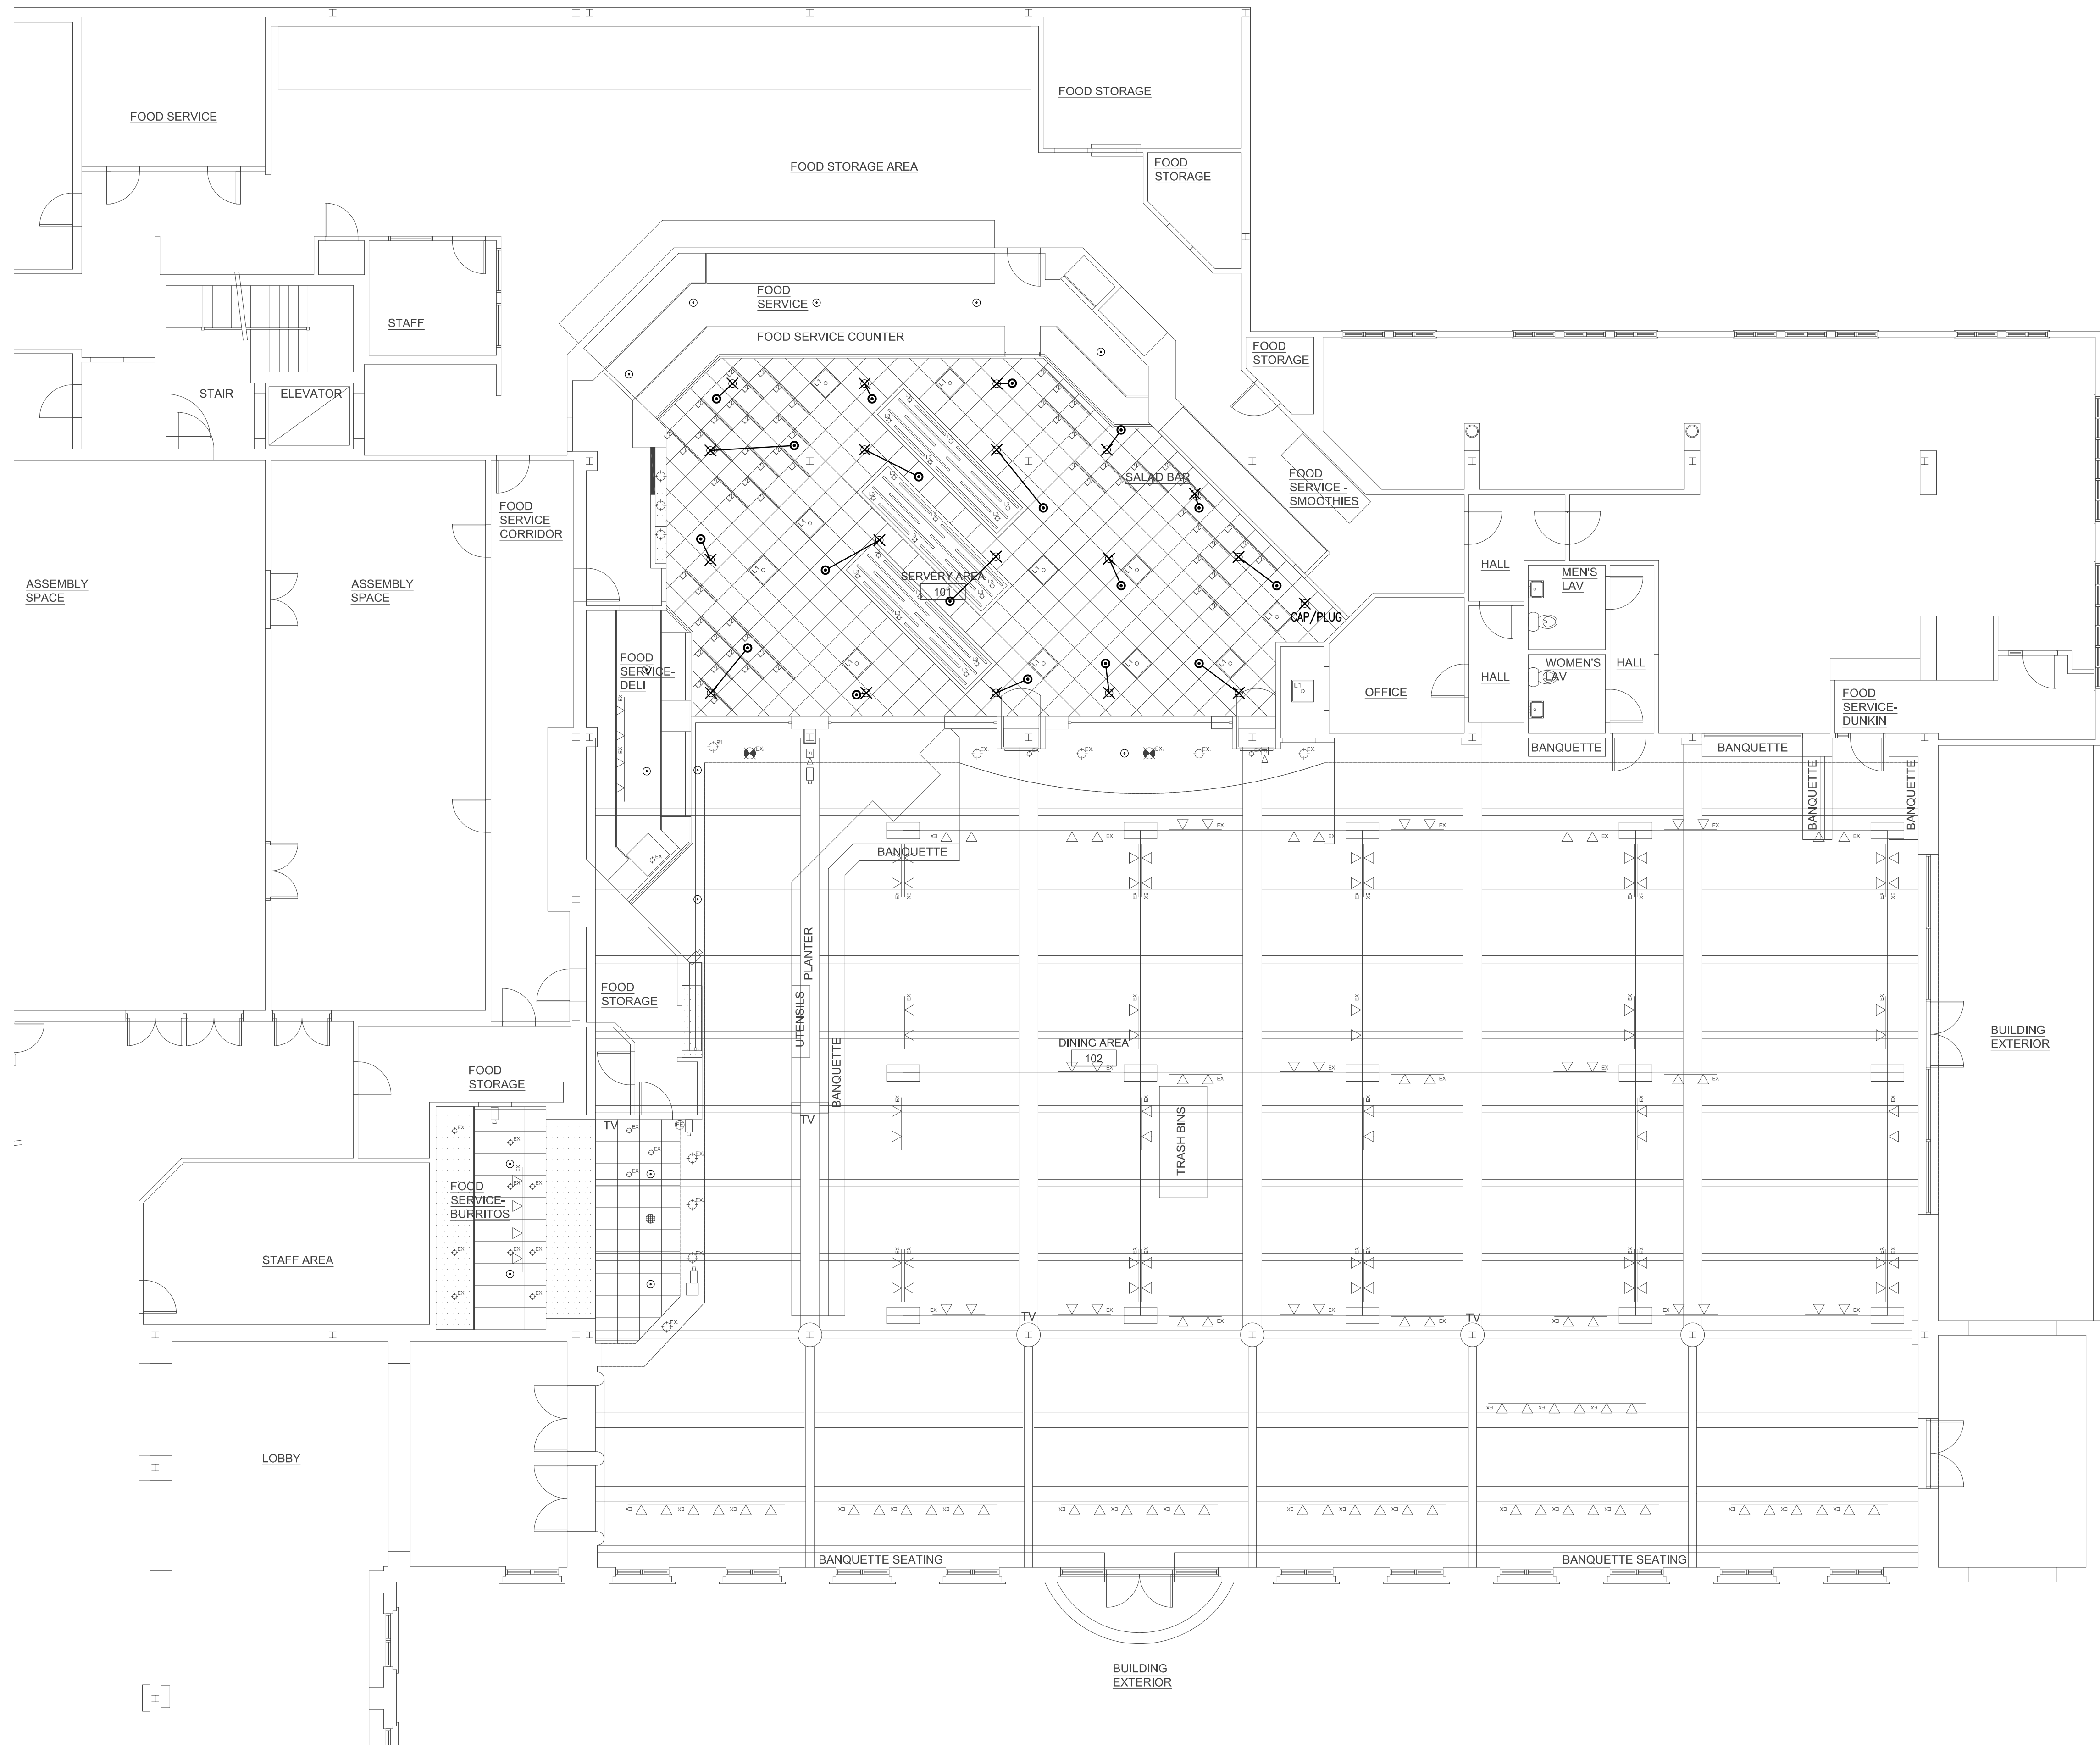 FOOD SERVICE
FOOD STORAGE
FOOD STORAGE AREA
FOOD
STORAGE
FOOD
SERVICE
STAFF
FOOD SERVICE COUNTER
FOOD
STORAGE
STAIR
ELEVATOR
SALAD BAR
FOOD
SERVICE -
SMOOTHIES
FOOD
SERVICE
CORRIDOR
ASSEMBLY
SPACE
ASSEMBLY
SPACE
SERVERY AREA
101
HALL
MEN'S
LAV
CAP/PLUG
FOOD
SERVICE-
DELI
OFFICE
HALL
WOMEN'S
LAV
HALL
FOOD
SERVICE-
DUNKIN
BANQUETTE
BANQUETTE
BANQUETTE
BANQUETTE
BANQUETTE
PLANTER
UTENSILS
BANQUETTE
FOOD
STORAGE
DINING AREA
102
BUILDING
EXTERIOR
FOOD
STORAGE
TV
TV
TRASH BINS
FOOD
SERVICE-
BURRITOS
STAFF AREA
TV
TV
LOBBY
BANQUETTE SEATING
BANQUETTE SEATING
BUILDING
EXTERIOR